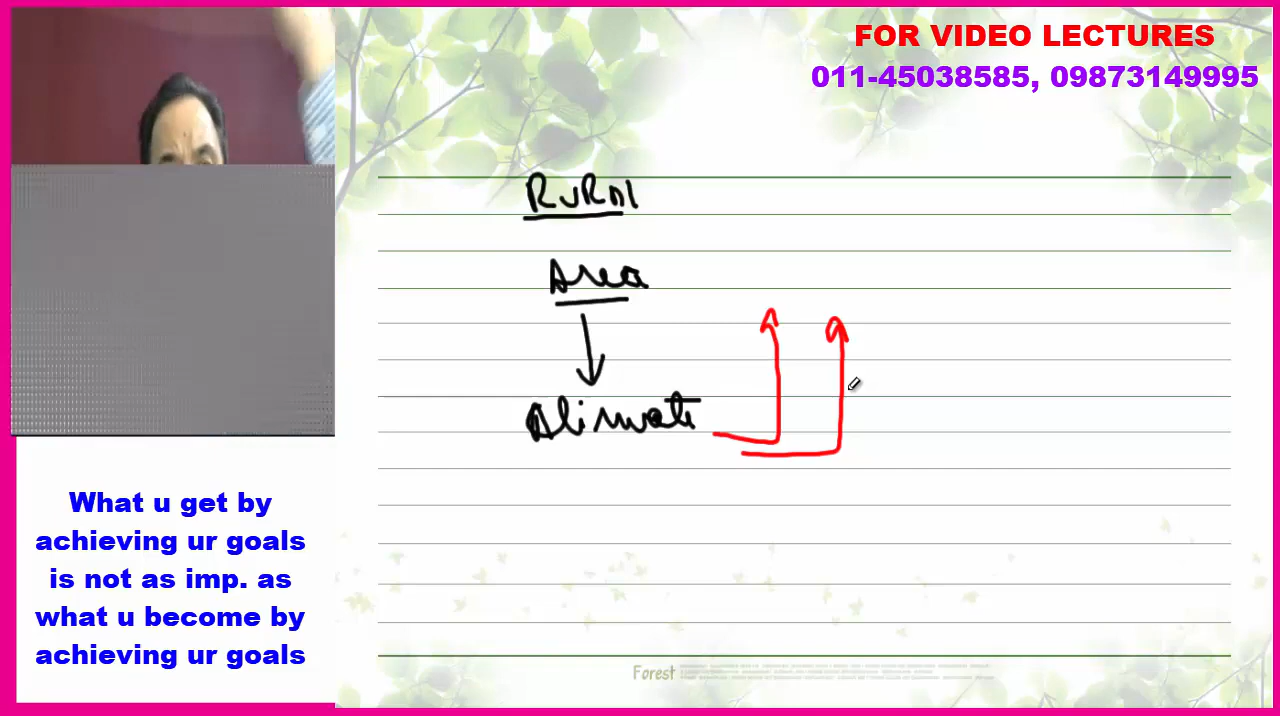 FOR VIDEO LECTURES
011-45038585, 09873149995
RURAl
Area
What u get by
achieving ur goals
is not as imp. as
what u become by
achieving ur goals
Forest